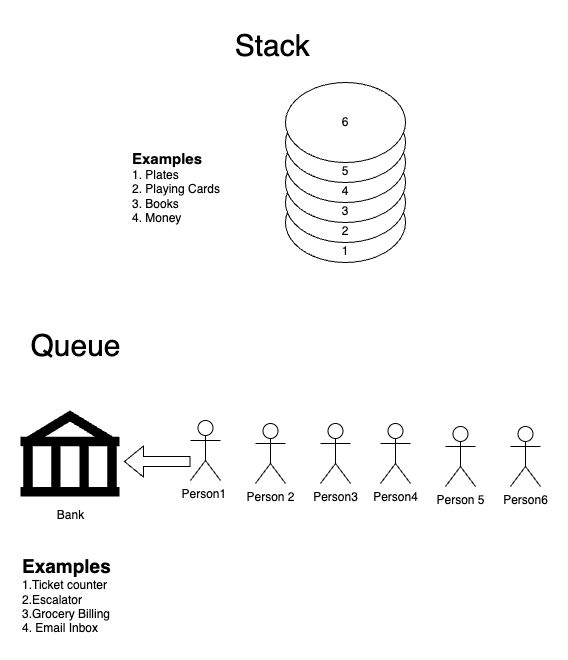 Stack
6
5
4
3
2
1
Examples
1. Plates
2. Playing Cards
3. Books
4. Money
Queue
Person1 Person 2 Person3 Person4 Person 5 Person6
Bank
Examples
1.Ticket counter
2.Escalator
3.Grocery Billing
4. Email Inbox